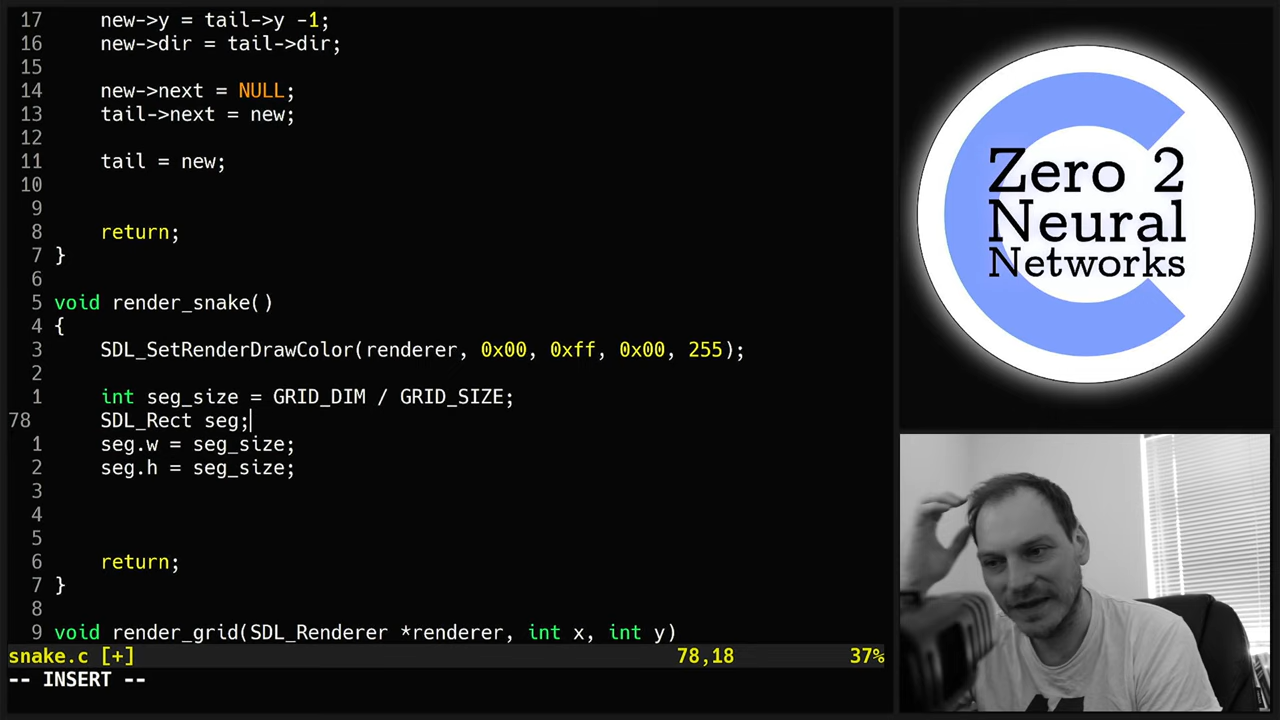 17 new->y = tail->y -1;
16 new->dir = tail->dir;
15
14 new->next = NULL;
13 tail->next = new;
12
11 tail = new;
10
9
8 return;
7 }
6
5 void render_snake()
4 {
3 SDL_SetRenderDrawColor(renderer, 0x00, 0xff, 0x00, 255);
2
1 int seg_size = GRID_DIM / GRID_SIZE;
78 SDL_Rect seg;
1 seg.w = seg_size;
2 seg.h = seg_size;
3
4
5
6 return;
7 }
8
9 void render_grid(SDL_Renderer *renderer, int x, int y)
snake.c [+] 78,18 37%
-- INSERT --
Zero 2
Neural
Networks